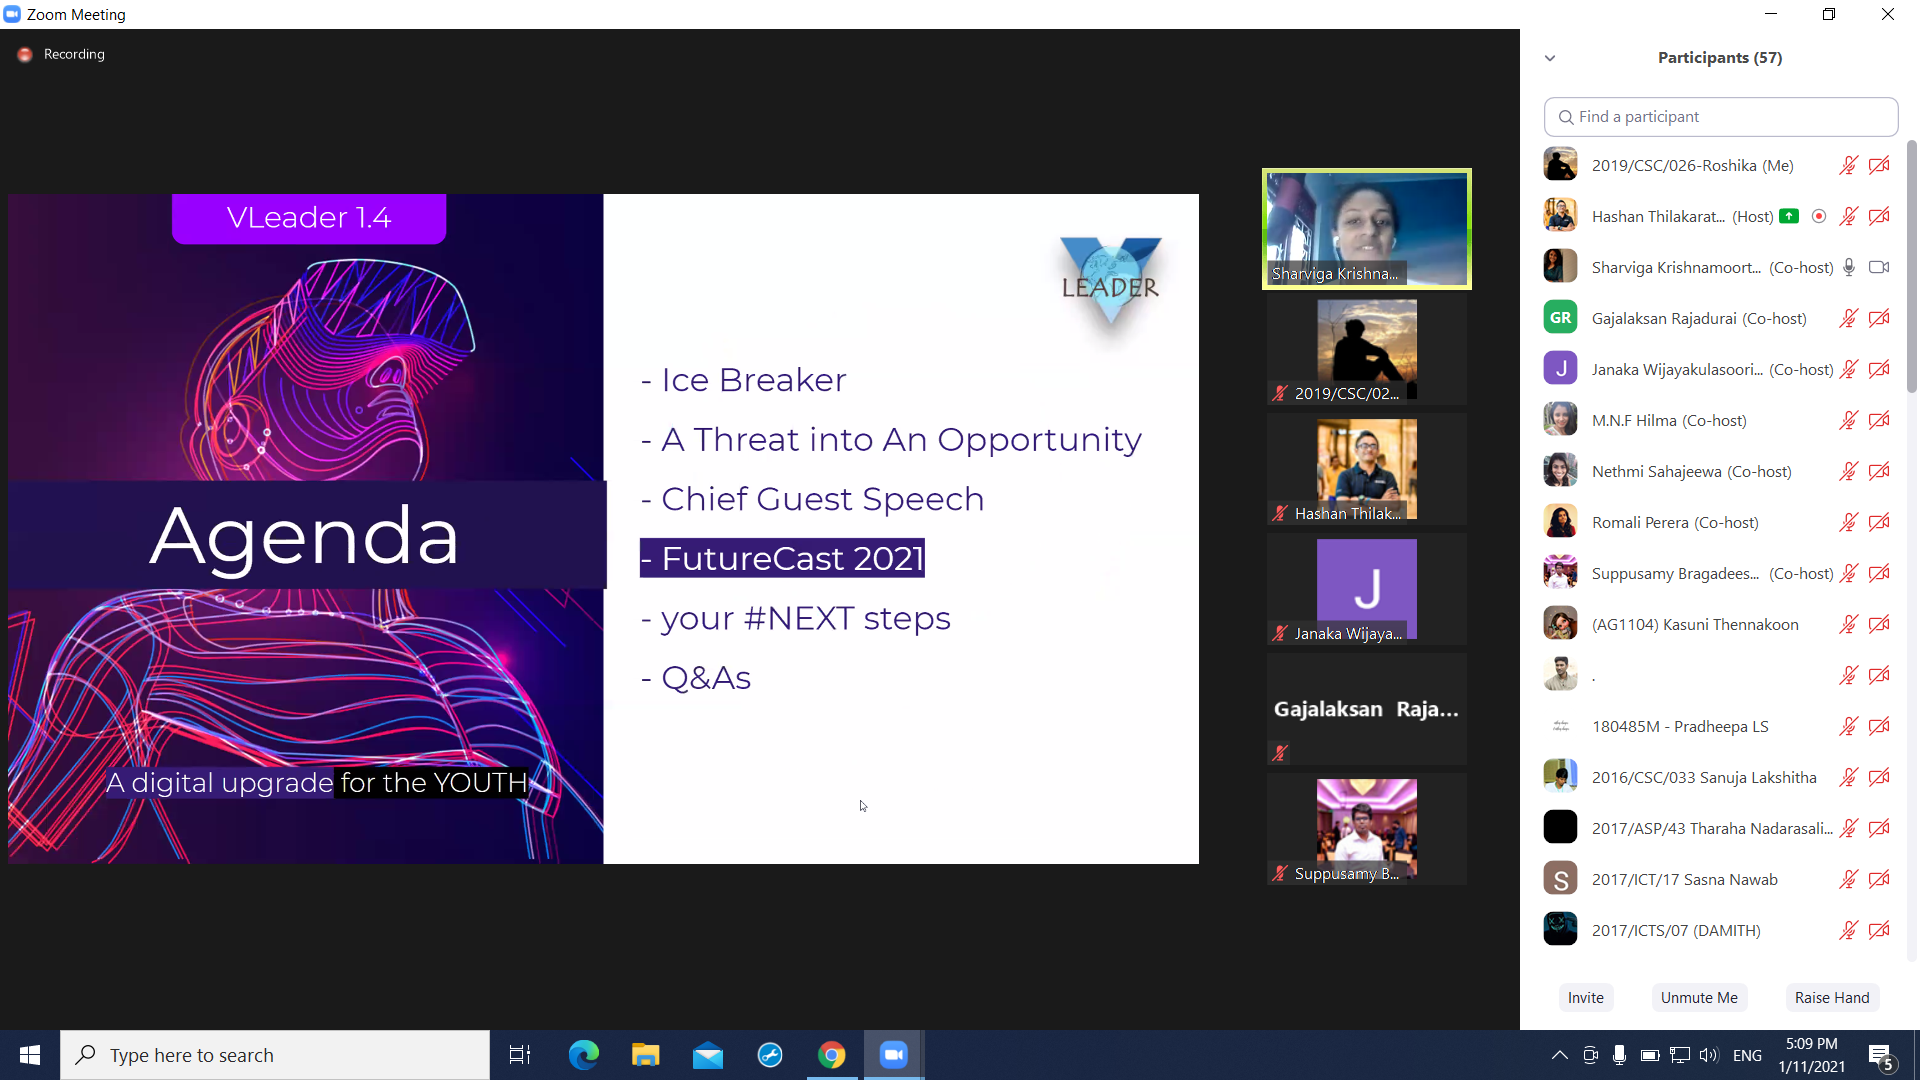 Zoom Meeting
Recording
VLeader 1.4
Agenda
A digital upgrade for the YOUTH
LEADER
- Ice Breaker
- A Threat into An Opportunity
- Chief Guest Speech
- FutureCast 2021
- your #NEXT steps
- Q&As
Sharviga Krishna...
2019/CSC/02...
Hashan Thilak...
J
Janaka Wijaya...
Gajalaksan Raja...
Suppusamy B...
Participants (57)
Find a participant
2019/CSC/026-Roshika (Me)
Hashan Thilakarat... (Host)
Sharviga Krishnamoort... (Co-host)
GR Gajalaksan Rajadurai (Co-host)
J Janaka Wijayakulasoori... (Co-host)
M.N.F Hilma (Co-host)
Nethmi Sahajeewa (Co-host)
Romali Perera (Co-host)
Suppusamy Bragadees... (Co-host)
(AG1104) Kasuni Thennakoon
.
180485M - Pradheepa LS
2016/CSC/033 Sanuja Lakshitha
2017/ASP/43 Tharaha Nadarasali...
S 2017/ICT/17 Sasna Nawab
2017/ICTS/07 (DAMITH)
Invite Unmute Me Raise Hand
Type here to search
ENG
5:09 PM
1/11/2021
5